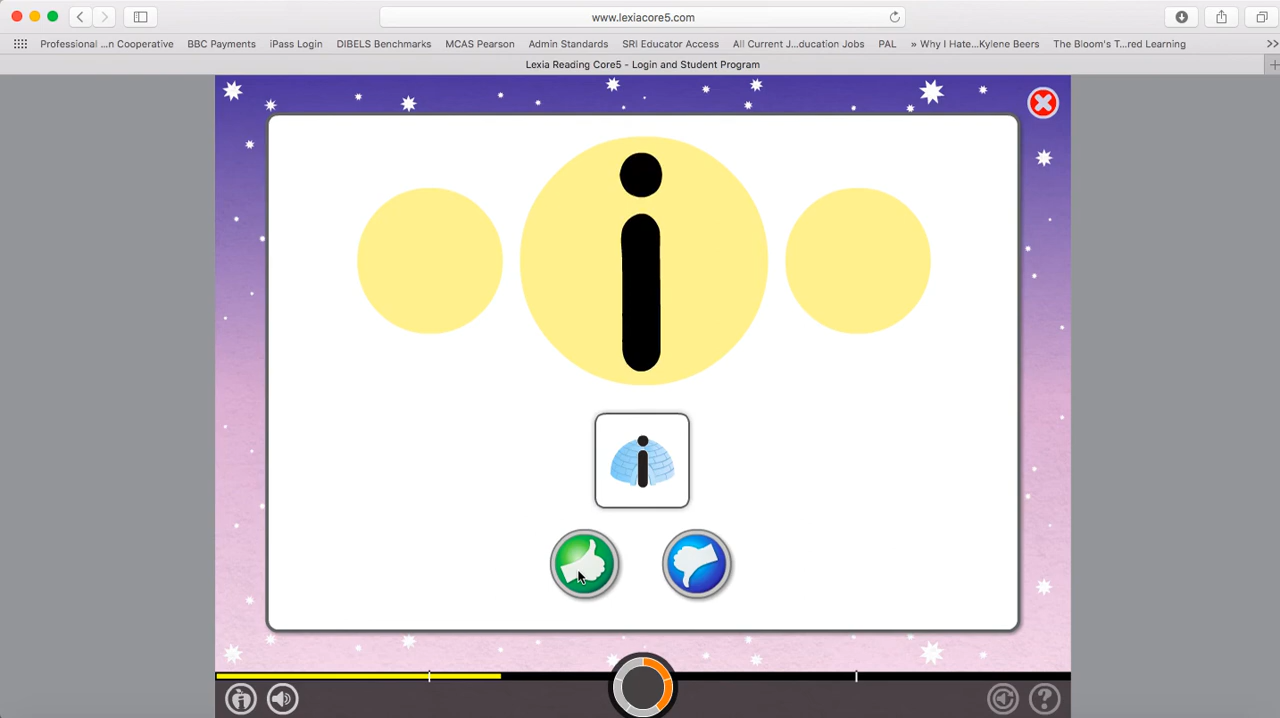 www.lexiacore5.com
Professional ...n Cooperative BBC Payments iPass Login DIBELS Benchmarks MCAS Pearson Admin Standards SRI Educator Access All Current J...ducation Jobs PAL » Why I Hate...Kylene Beers The Bloom's T...red Learning >>
Lexia Reading Core5 - Login and Student Program +
i
i
i ?